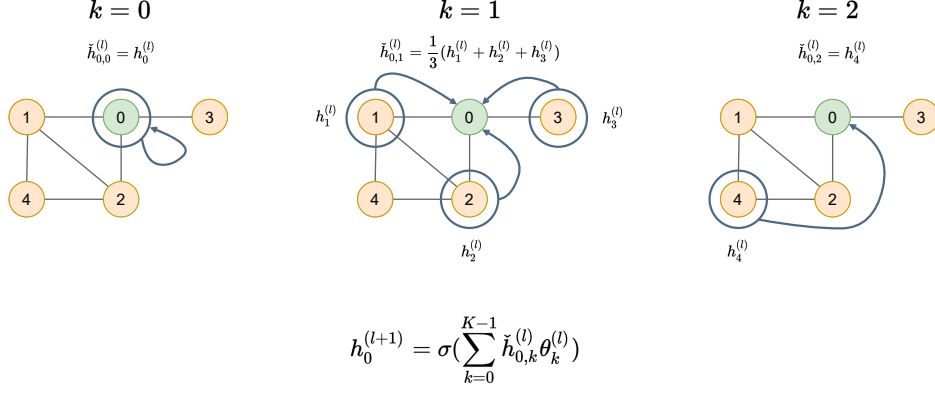 k = 0 k = 1 k = 2
ȟ_{0,0}^{(l)} = h_0^{(l)} ȟ_{0,1}^{(l)} = \frac{1}{3}(h_1^{(l)} + h_2^{(l)} + h_3^{(l)}) ȟ_{0,2}^{(l)} = h_4^{(l)}
1 0 3 h_1^{(l)} 1 0 3 h_3^{(l)} 1 0 3
4 2 4 2 4 2
h_2^{(l)} h_4^{(l)}
h_0^{(l+1)} = σ(\sum_{k=0}^{K-1} ȟ_{0,k}^{(l)} θ_k^{(l)})